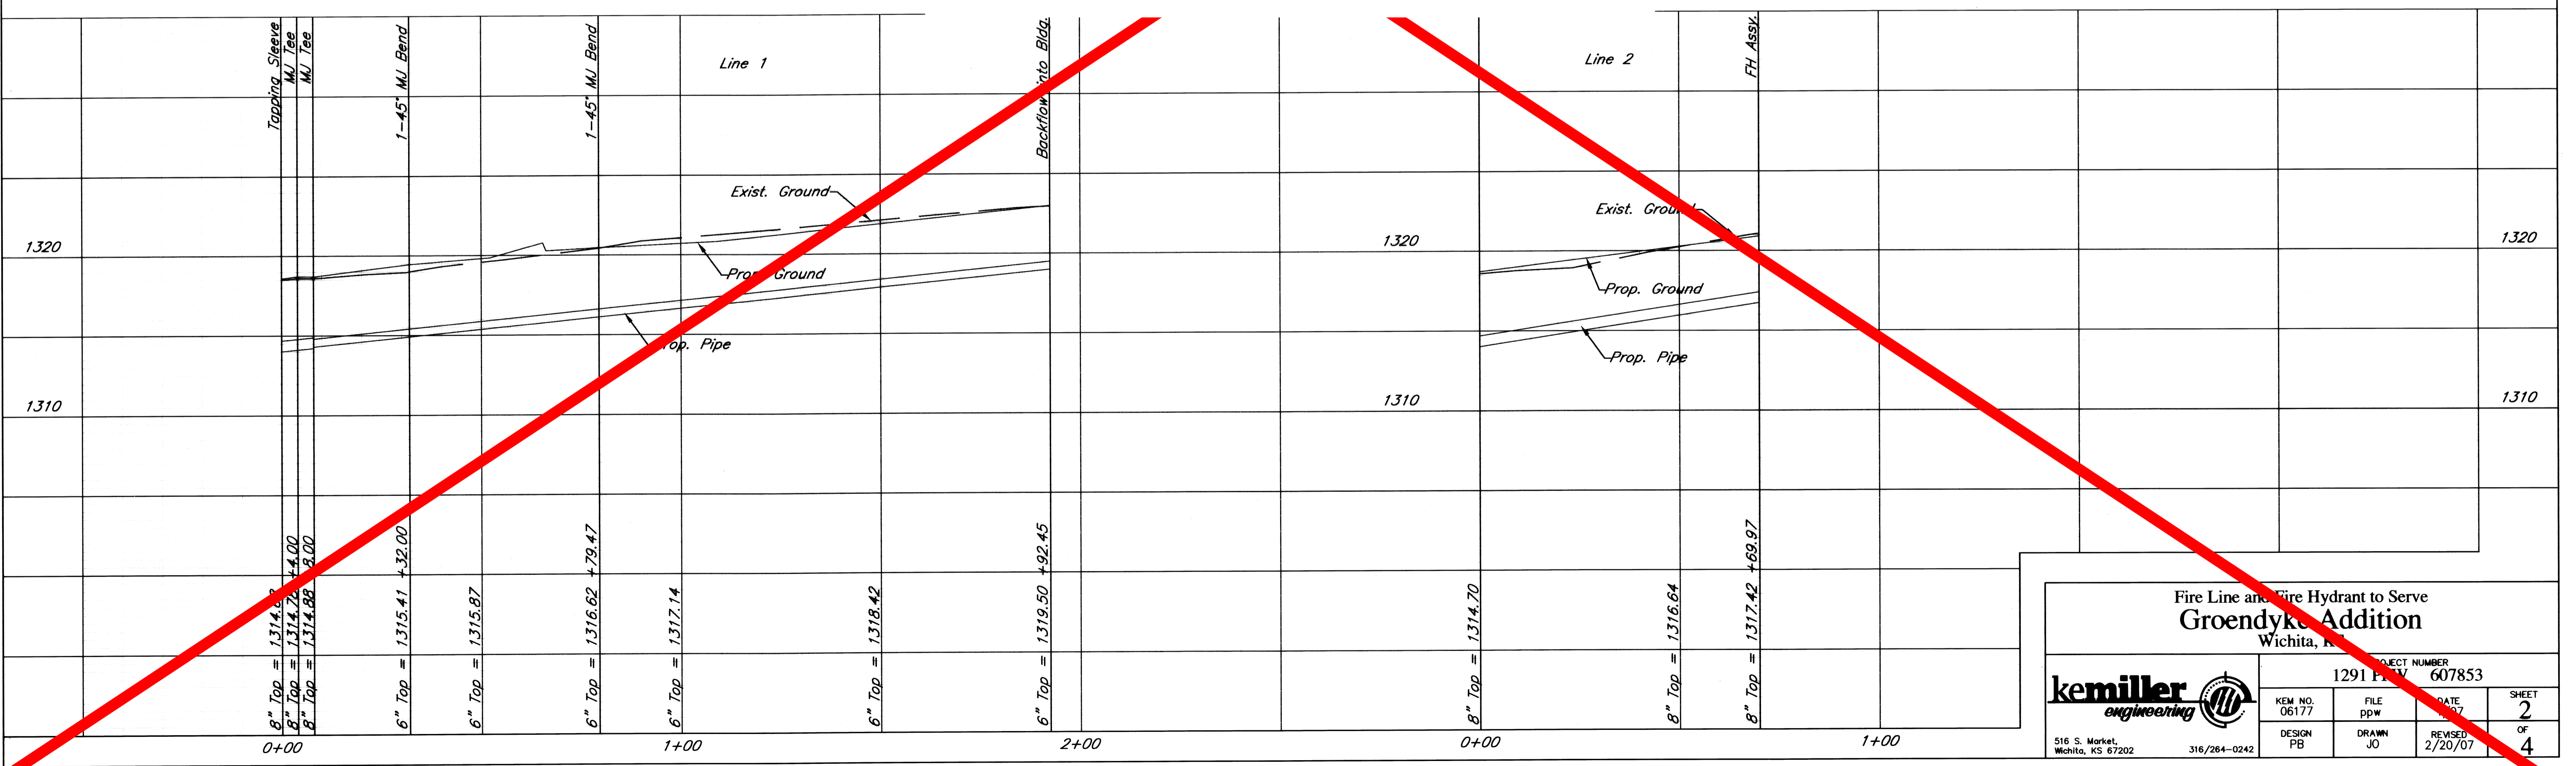 8" Tapping Sleeve
MJ Tee
MJ Tee
1-45° MJ Bend
1-45° MJ Bend
Line 1
Backflow into Bldg.
Line 2
FH Assy.
Exist. Ground
Exist. Ground
1320
1320
1320
Prop. Ground
Prop. Ground
Prop. Pipe
Prop. Pipe
1310
1310
1310
8" Top =
8" Top =
8" Top = 1314.88
6" Top = 1315.41 +32.00
6" Top = 1315.87
6" Top = 1316.62 +79.47
6" Top = 1317.14
6" Top = 1318.42
6" Top = 1319.50 +92.45
8" Top = 1314.70
8" Top = 1316.64
8" Top = 1317.42 +69.97
0+00
1+00
2+00
0+00
1+00
Fire Line and Fire Hydrant to Serve
Groendyke Addition
Wichita, KS
PROJECT NUMBER
1291 PPW 607853
kemiller
engineering
516 S. Market,
Wichita, KS 67202
316/264-0242
KEM NO.
06177
FILE
ppw
DATE
SHEET
2
OF
4
DESIGN
PB
DRAWN
JO
REVISED
2/20/07